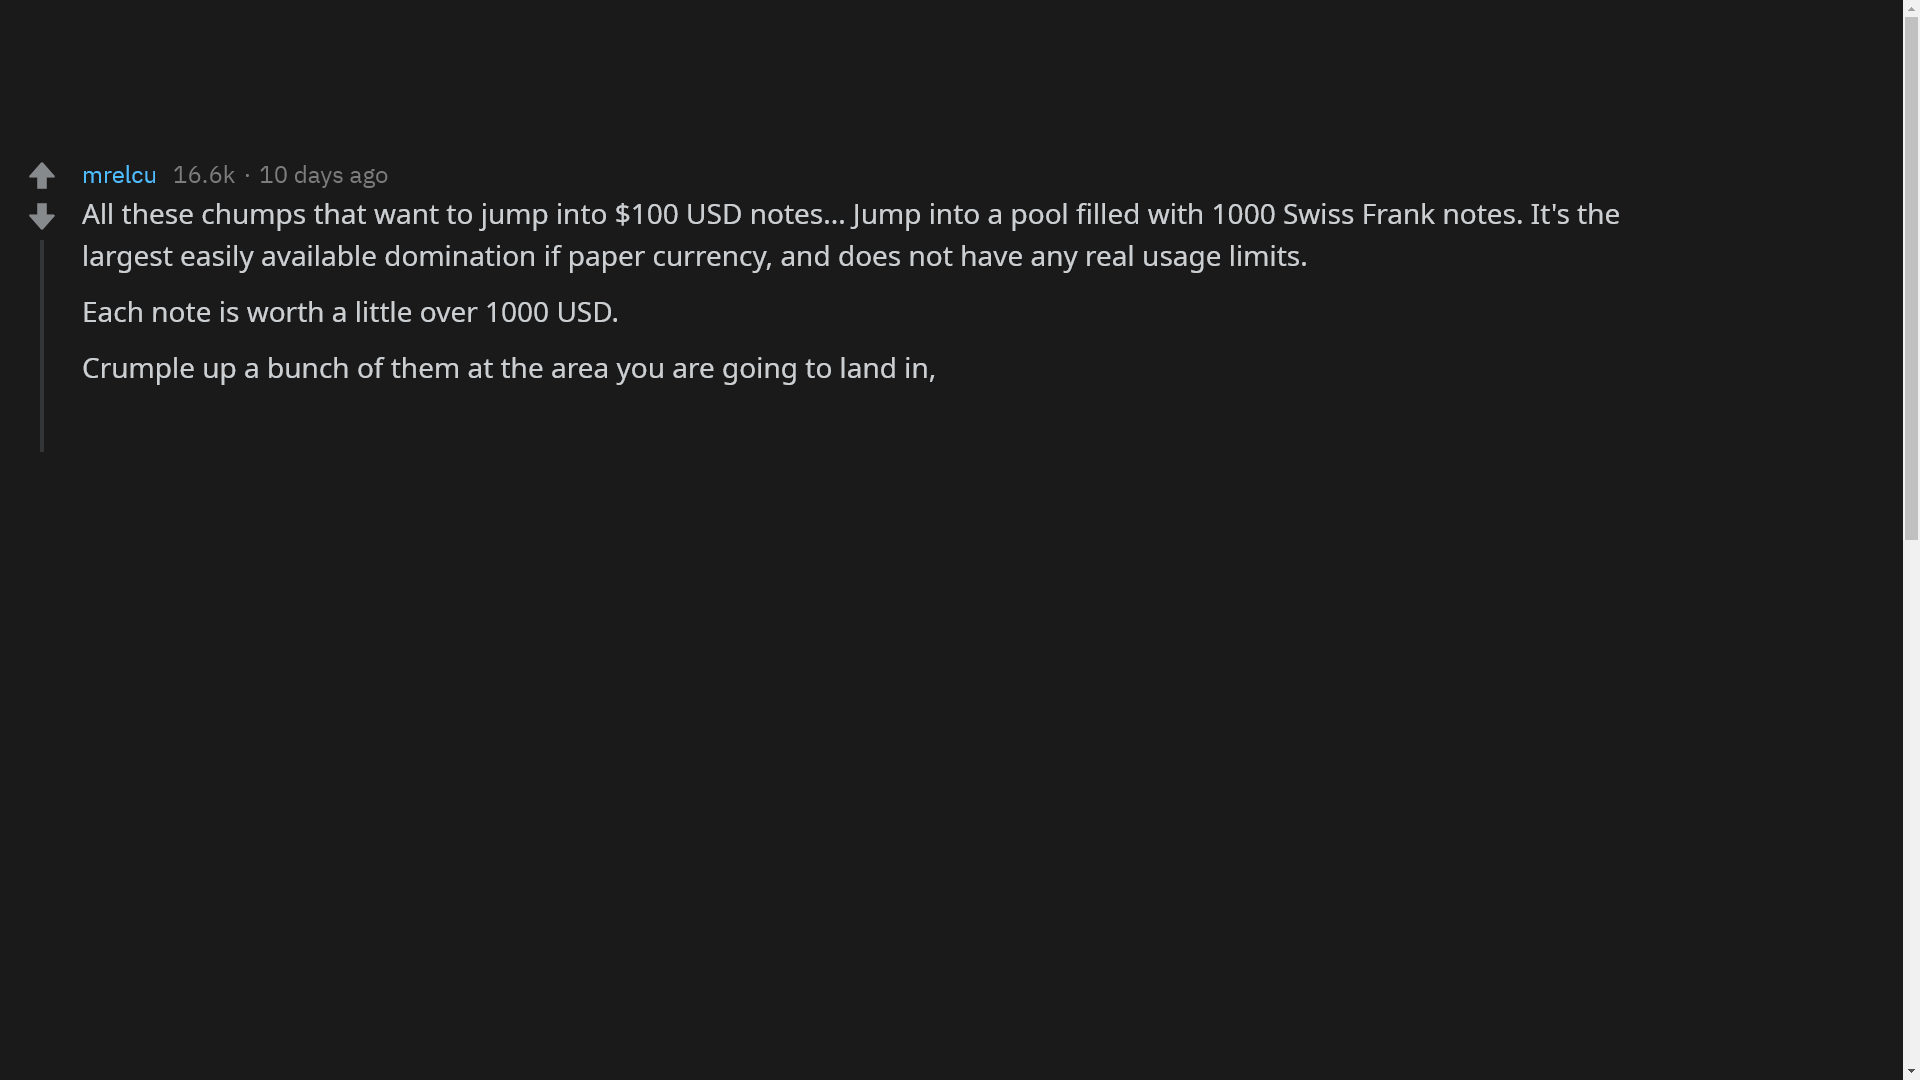 mrelcu 16.6k · 10 days ago
All these chumps that want to jump into $100 USD notes... Jump into a pool filled with 1000 Swiss Frank notes. It's the
largest easily available domination if paper currency, and does not have any real usage limits.
Each note is worth a little over 1000 USD.
Crumple up a bunch of them at the area you are going to land in,